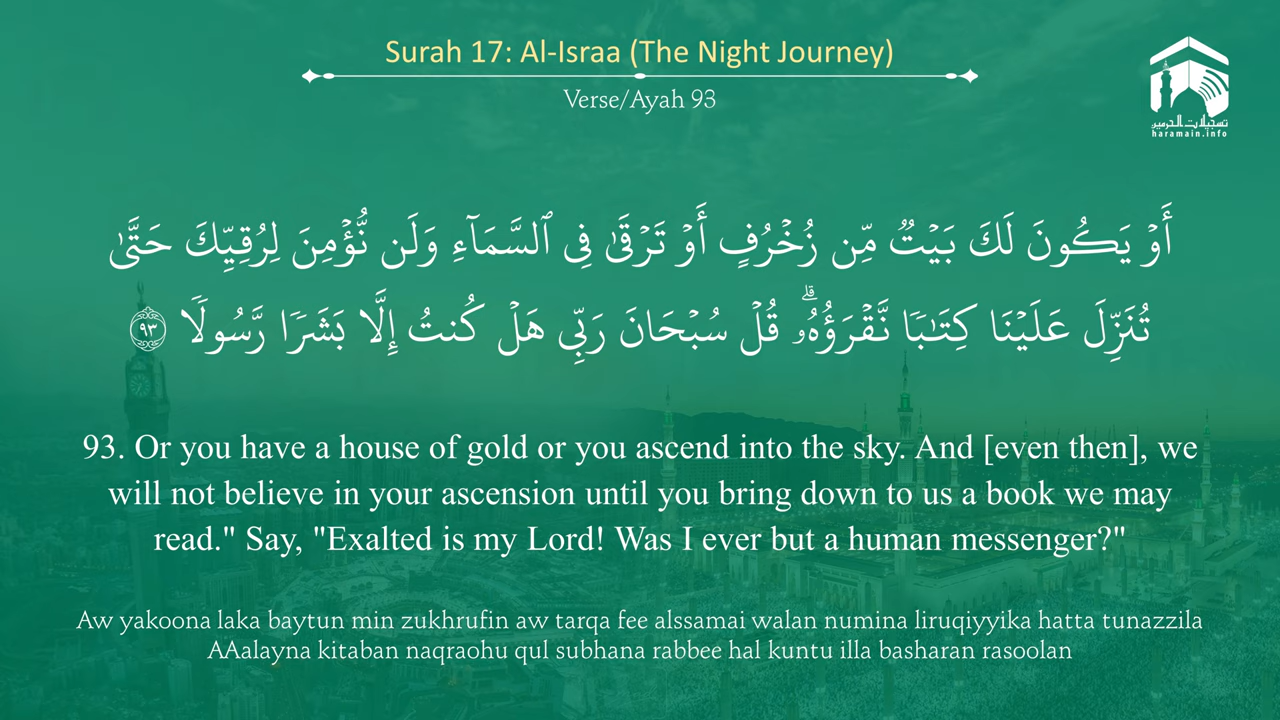 Surah 17: Al-Israa (The Night Journey)
Verse/Ayah 93
تسجيلات الحرمين
haramain.info
أَوۡ يَكُونَ لَكَ بَيۡتٞ مِّن زُخۡرُفٍ أَوۡ تَرۡقَىٰ فِي ٱلسَّمَآءِ وَلَن نُّؤۡمِنَ لِرُقِيِّكَ حَتَّىٰ
تُنَزِّلَ عَلَيۡنَا كِتَٰبٗا نَّقۡرَؤُهُۥۗ قُلۡ سُبۡحَانَ رَبِّي هَلۡ كُنتُ إِلَّا بَشَرٗا رَّسُولٗا ٩٣
93. Or you have a house of gold or you ascend into the sky. And [even then], we
will not believe in your ascension until you bring down to us a book we may
read." Say, "Exalted is my Lord! Was I ever but a human messenger?"
Aw yakoona laka baytun min zukhrufin aw tarqa fee alssamai walan numina liruqiyyika hatta tunazzila
AAalayna kitaban naqraohu qul subhana rabbee hal kuntu illa basharan rasoolan